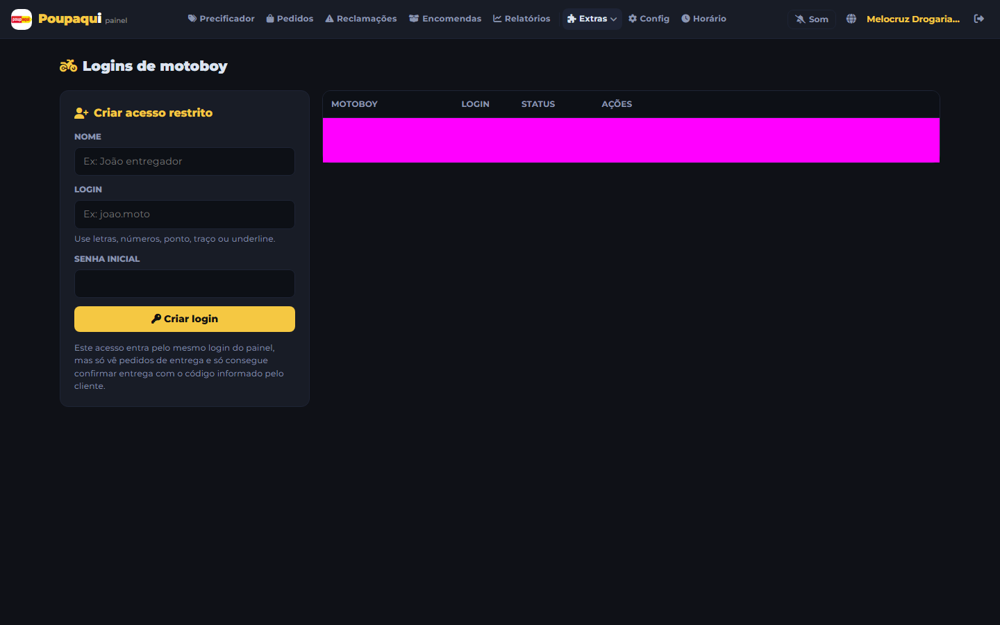 poupaqui Poupaqui painel Precificador Pedidos Reclamações Encomendas Relatórios Extras Config Horário Som Melocruz Drogaria...
Logins de motoboy
Criar acesso restrito
NOME
Ex: João entregador
LOGIN
Ex: joao.moto
Use letras, números, ponto, traço ou underline.
SENHA INICIAL
Criar login
Este acesso entra pelo mesmo login do painel,
mas só vê pedidos de entrega e só consegue
confirmar entrega com o código informado pelo
cliente.
MOTOBOY LOGIN STATUS AÇÕES